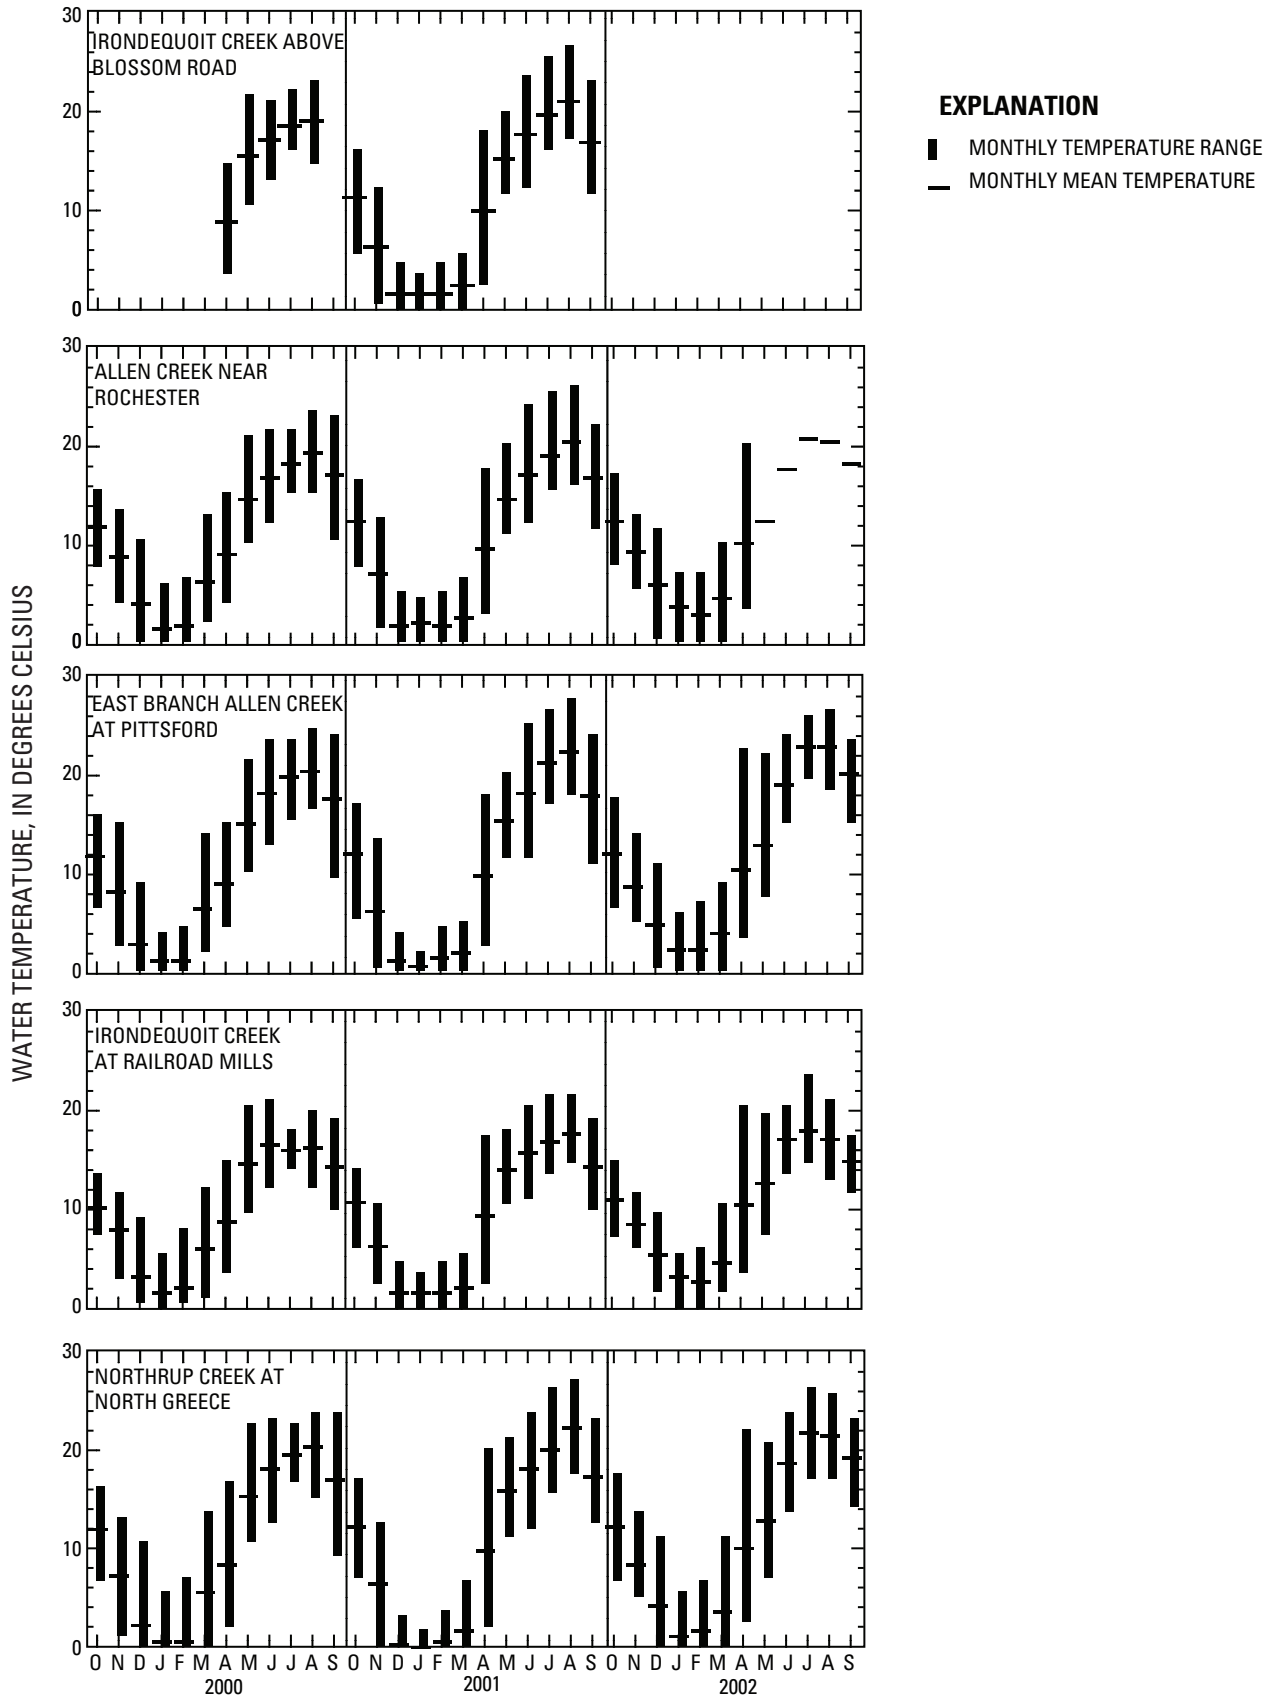 WATER TEMPERATURE, IN DEGREES CELSIUS
30
20
10
0
IRONDEQUOIT CREEK ABOVE
BLOSSOM ROAD
O N D J F M A M J J A S O N D J F M A M J J A S O N D J F M A M J J A S
EXPLANATION
MONTHLY TEMPERATURE RANGE
MONTHLY MEAN TEMPERATURE
30
20
10
0
ALLEN CREEK NEAR
ROCHESTER
O N D J F M A M J J A S O N D J F M A M J J A S O N D J F M A M J J A S
30
20
10
0
EAST BRANCH ALLEN CREEK
AT PITTSFORD
O N D J F M A M J J A S O N D J F M A M J J A S O N D J F M A M J J A S
30
20
10
0
IRONDEQUOIT CREEK
AT RAILROAD MILLS
O N D J F M A M J J A S O N D J F M A M J J A S O N D J F M A M J J A S
30
20
10
0
NORTHRUP CREEK AT
NORTH GREECE
O N D J F M A M J J A S O N D J F M A M J J A S O N D J F M A M J J A S
2000 2001 2002